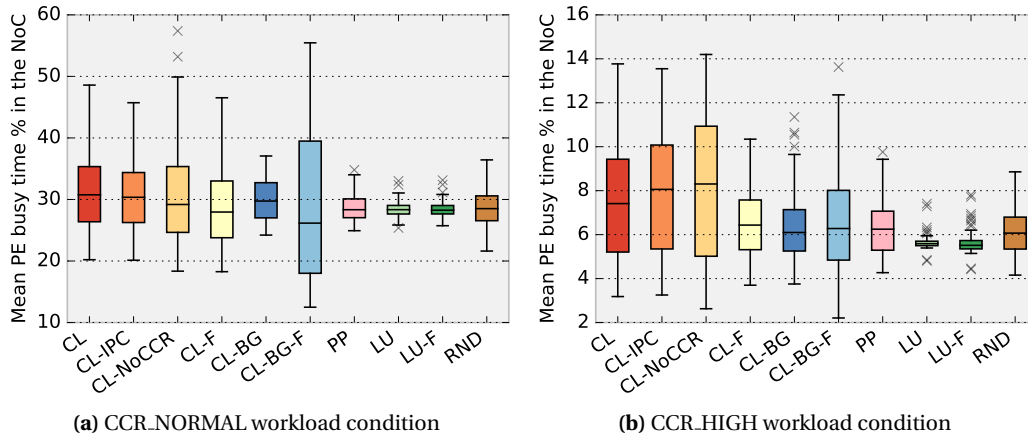 Mean PE busy time % in the NoC
60
50
40
30
20
10
CL
CL-IPC
CL-NoCCR
CL-F
CL-BG
CL-BG-F
PP
LU
LU-F
RND
(a) CCR_NORMAL workload condition
Mean PE busy time % in the NoC
16
14
12
10
8
6
4
2
CL
CL-IPC
CL-NoCCR
CL-F
CL-BG
CL-BG-F
PP
LU
LU-F
RND
(b) CCR_HIGH workload condition